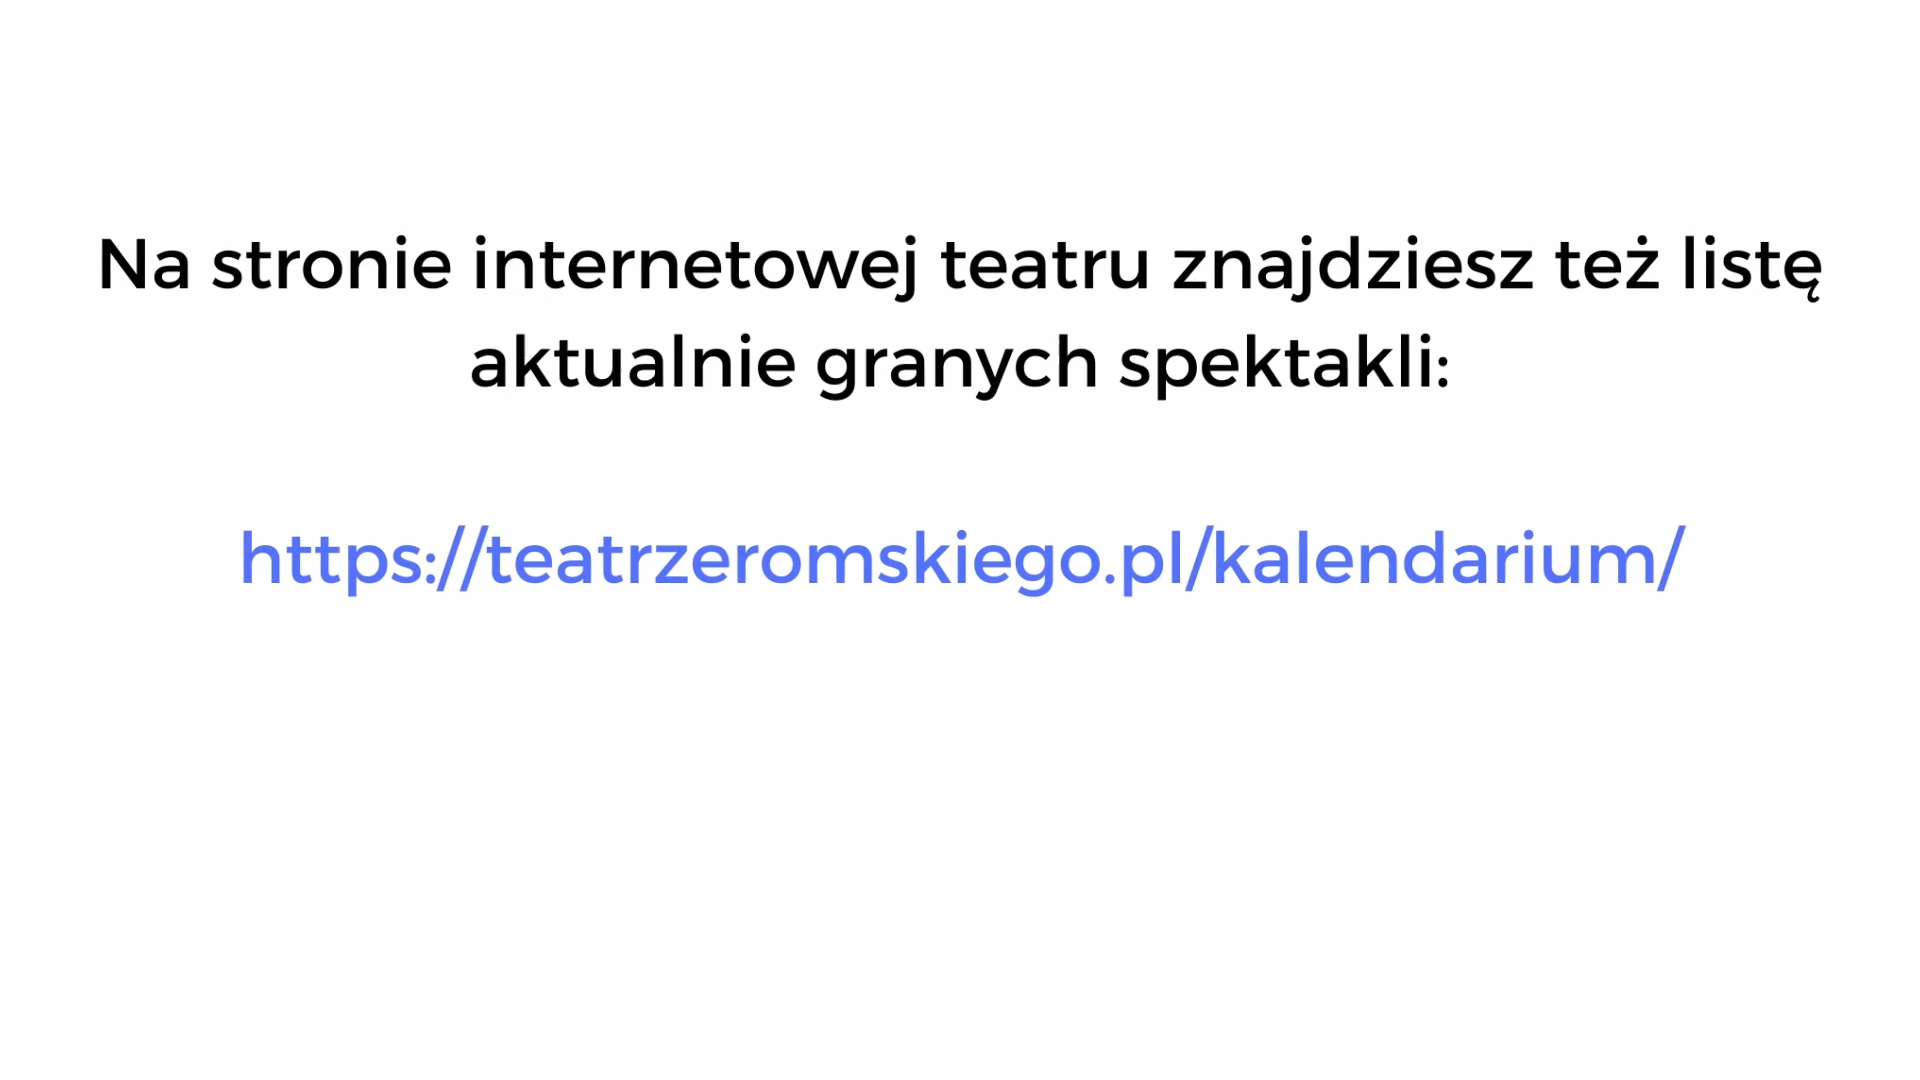 Na stronie internetowej teatru znajdziesz też listę
aktualnie granych spektakli:
https://teatrzeromskiego.pl/kalendarium/